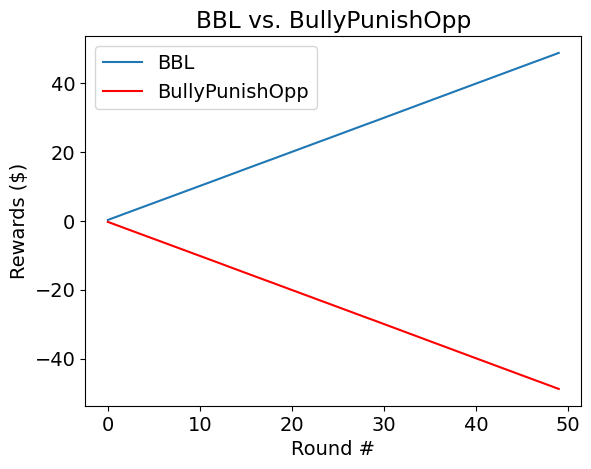 BBL vs. BullyPunishOpp
BBL
BullyPunishOpp
Rewards ($)
40
20
0
−20
−40
0 10 20 30 40 50
Round #